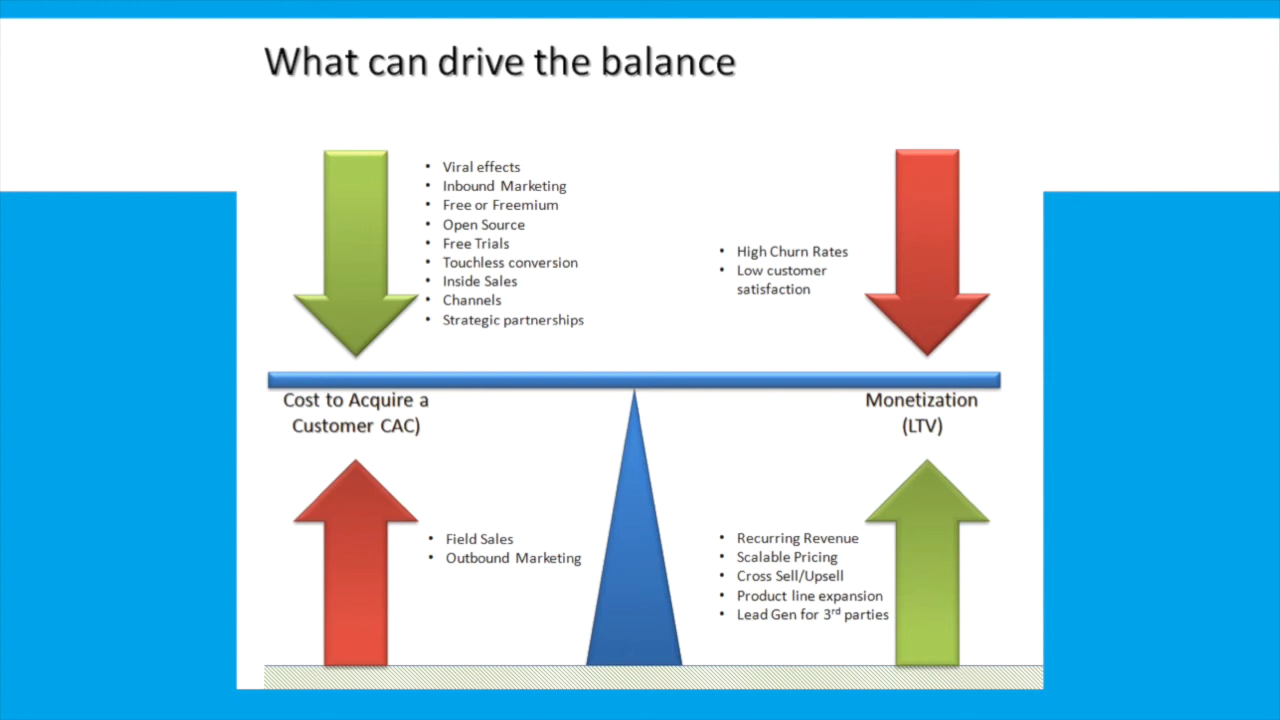 What can drive the balance
• Viral effects
• Inbound Marketing
• Free or Freemium
• Open Source
• Free Trials
• Touchless conversion
• Inside Sales
• Channels
• Strategic partnerships
• High Churn Rates
• Low customer
satisfaction
Cost to Acquire a
Customer CAC)
Monetization
(LTV)
• Field Sales
• Outbound Marketing
• Recurring Revenue
• Scalable Pricing
• Cross Sell/Upsell
• Product line expansion
• Lead Gen for 3rd parties